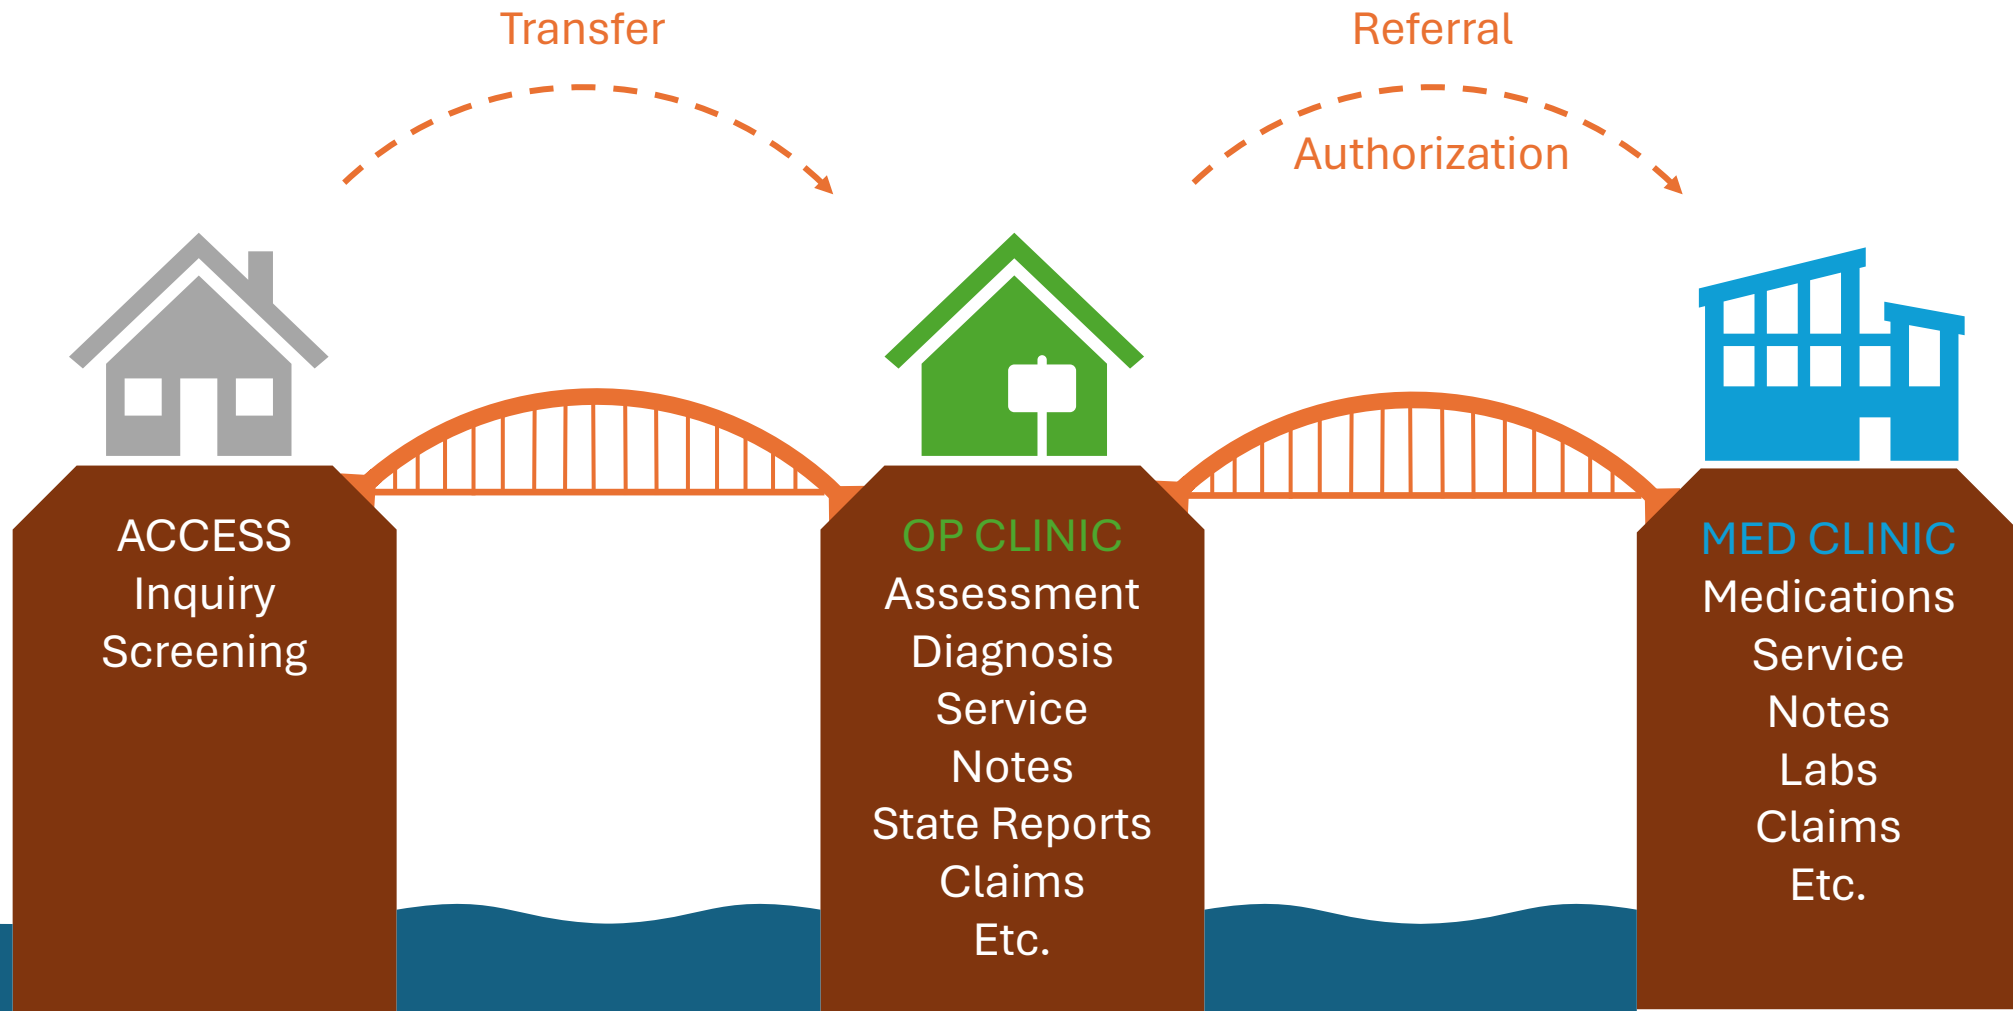 Transfer
Referral
Authorization
ACCESS
Inquiry
Screening
OP CLINIC
Assessment
Diagnosis
Service
Notes
State Reports
Claims
Etc.
MED CLINIC
Medications
Service
Notes
Labs
Claims
Etc.